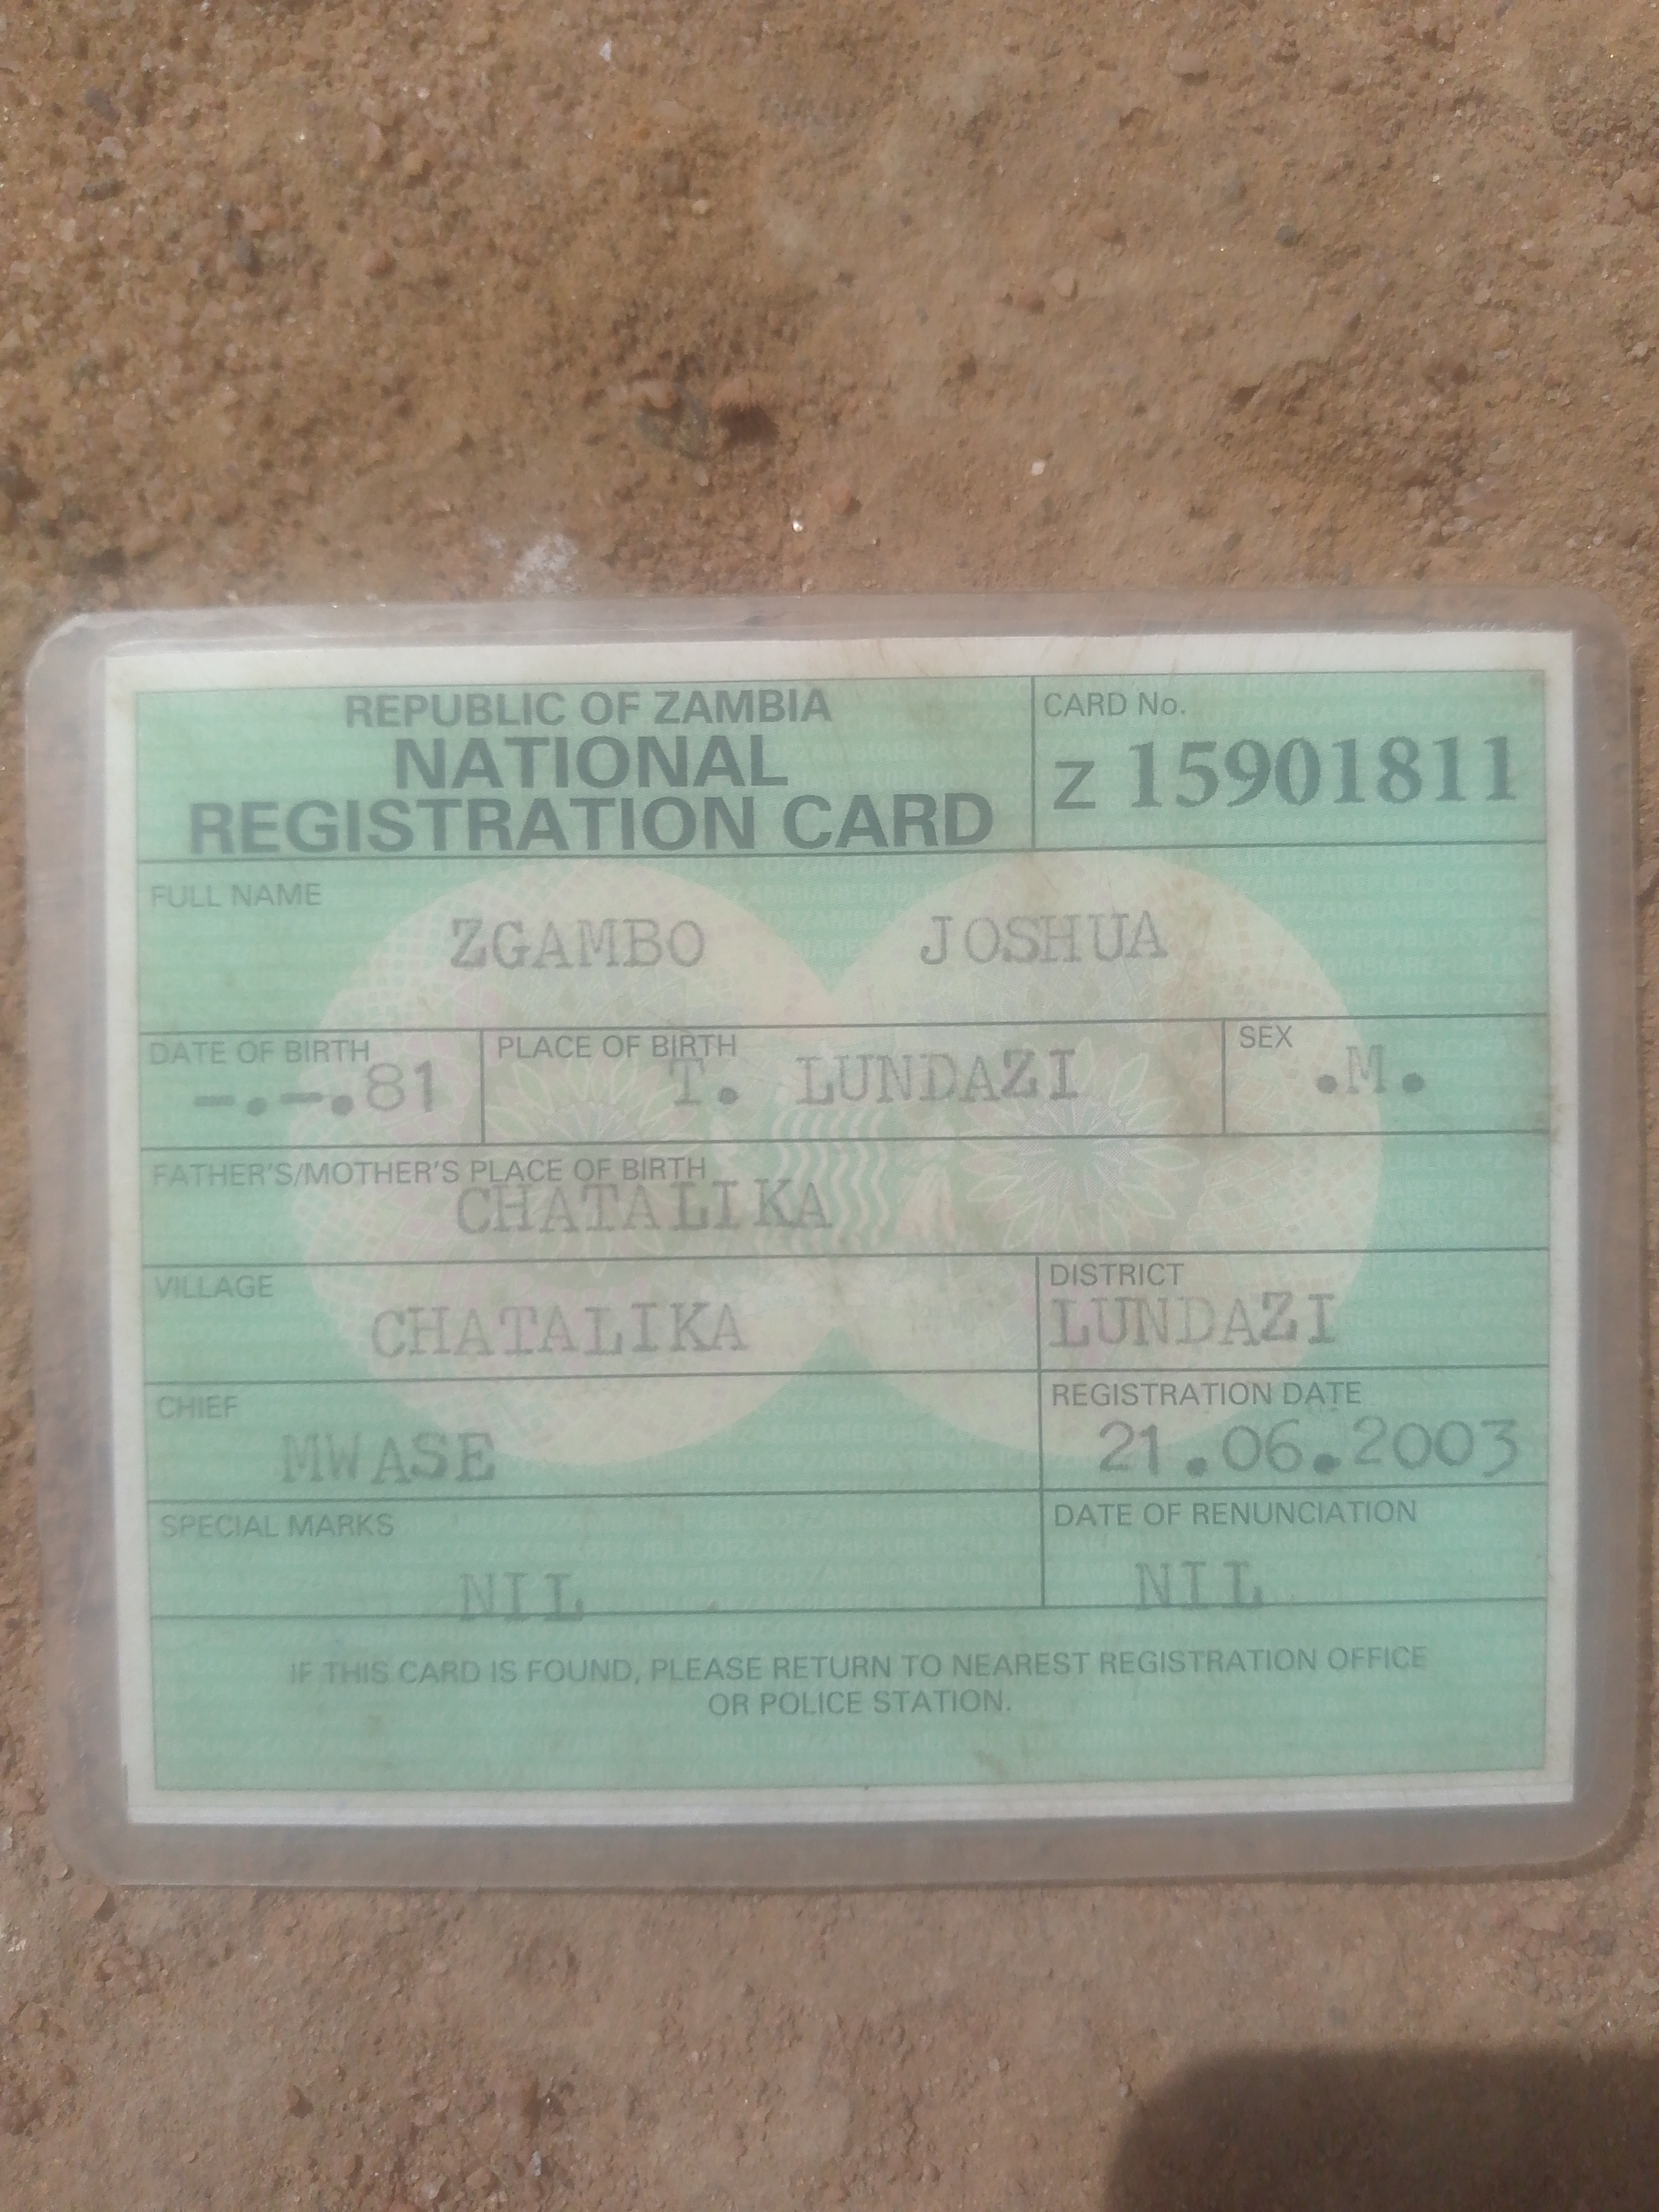 REPUBLIC OF ZAMBIA
NATIONAL
REGISTRATION CARD
CARD No.
Z 15901811
FULL NAME
ZGAMBO JOSHUA
DATE OF BIRTH
-.-.81
PLACE OF BIRTH
T. LUNDAZI
SEX
.M.
FATHER'S/MOTHER'S PLACE OF BIRTH
CHATALIKA
VILLAGE
CHATALIKA
DISTRICT
LUNDAZI
CHIEF
MWASE
REGISTRATION DATE
21.06.2003
SPECIAL MARKS
NIL
DATE OF RENUNCIATION
NIL
IF THIS CARD IS FOUND, PLEASE RETURN TO NEAREST REGISTRATION OFFICE
OR POLICE STATION.